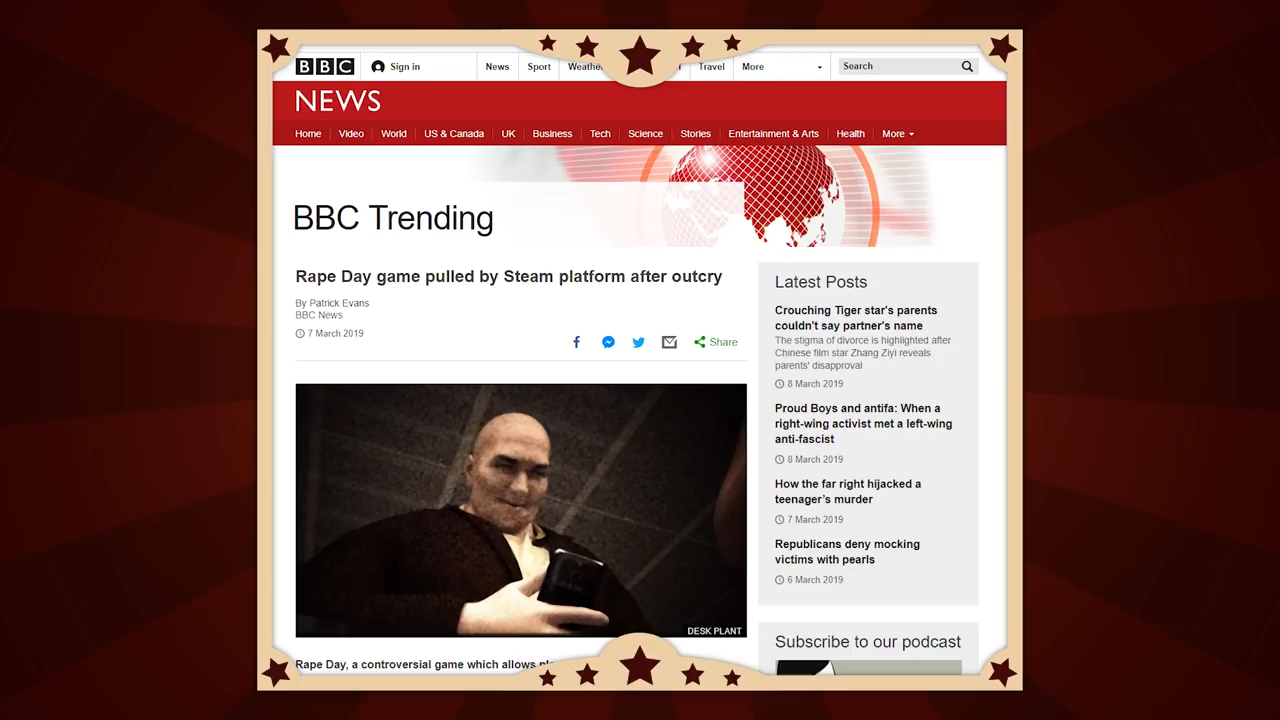 BBC
Sign in
News
Sport
Travel
More
Search
NEWS
Home
Video
World
US & Canada
UK
Business
Tech
Science
Stories
Entertainment & Arts
Health
More
BBC Trending
Rape Day game pulled by Steam platform after outcry
By Patrick Evans
BBC News
7 March 2019
Share
DESK PLANT
Rape Day, a controversial game which allows
Latest Posts
Crouching Tiger star's parents
couldn't say partner's name
The stigma of divorce is highlighted after
Chinese film star Zhang Ziyi reveals
parents' disapproval
8 March 2019
Proud Boys and antifa: When a
right-wing activist met a left-wing
anti-fascist
8 March 2019
How the far right hijacked a
teenager's murder
7 March 2019
Republicans deny mocking
victims with pearls
6 March 2019
Subscribe to our podcast